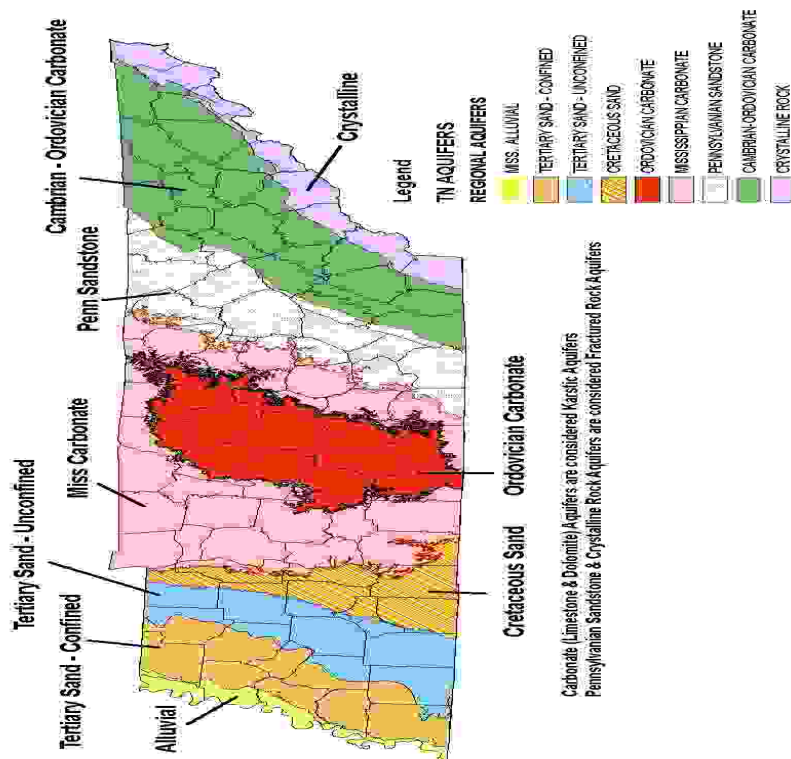 Tertiary Sand - Confined
Tertiary Sand - Unconfined
Miss Carbonate
Penn Sandstone
Cambrian - Ordovician Carbonate
Alluvial
Cretaceous Sand
Ordovician Carbonate
Crystalline
Legend
TN AQUIFERS
REGIONAL AQUIFERS
MISS. ALLUVIAL
TERTIARY SAND - CONFINED
TERTIARY SAND - UNCONFINED
CRETACEOUS SAND
ORDOVICIAN CARBONATE
MISSISSIPPIAN CARBONATE
PENNSYLVANIAN SANDSTONE
CAMBRIAN-ORDOVICIAN CARBONATE
CRYSTALLINE ROCK
Carbonate (Limestone & Dolomite) Aquifers are considered Karstic Aquifers
Pennsylvanian Sandstone & Crystalline Rock Aquifers are considered Fractured Rock Aquifers